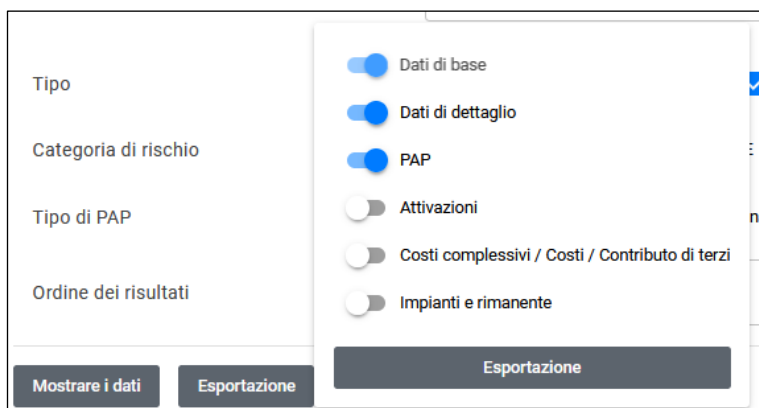 Tipo
Categoria di rischio
Tipo di PAP
Ordine dei risultati
Mostrare i dati
Esportazione
Dati di base
Dati di dettaglio
PAP
Attivazioni
Costi complessivi / Costi / Contributo di terzi
Impianti e rimanente
Esportazione